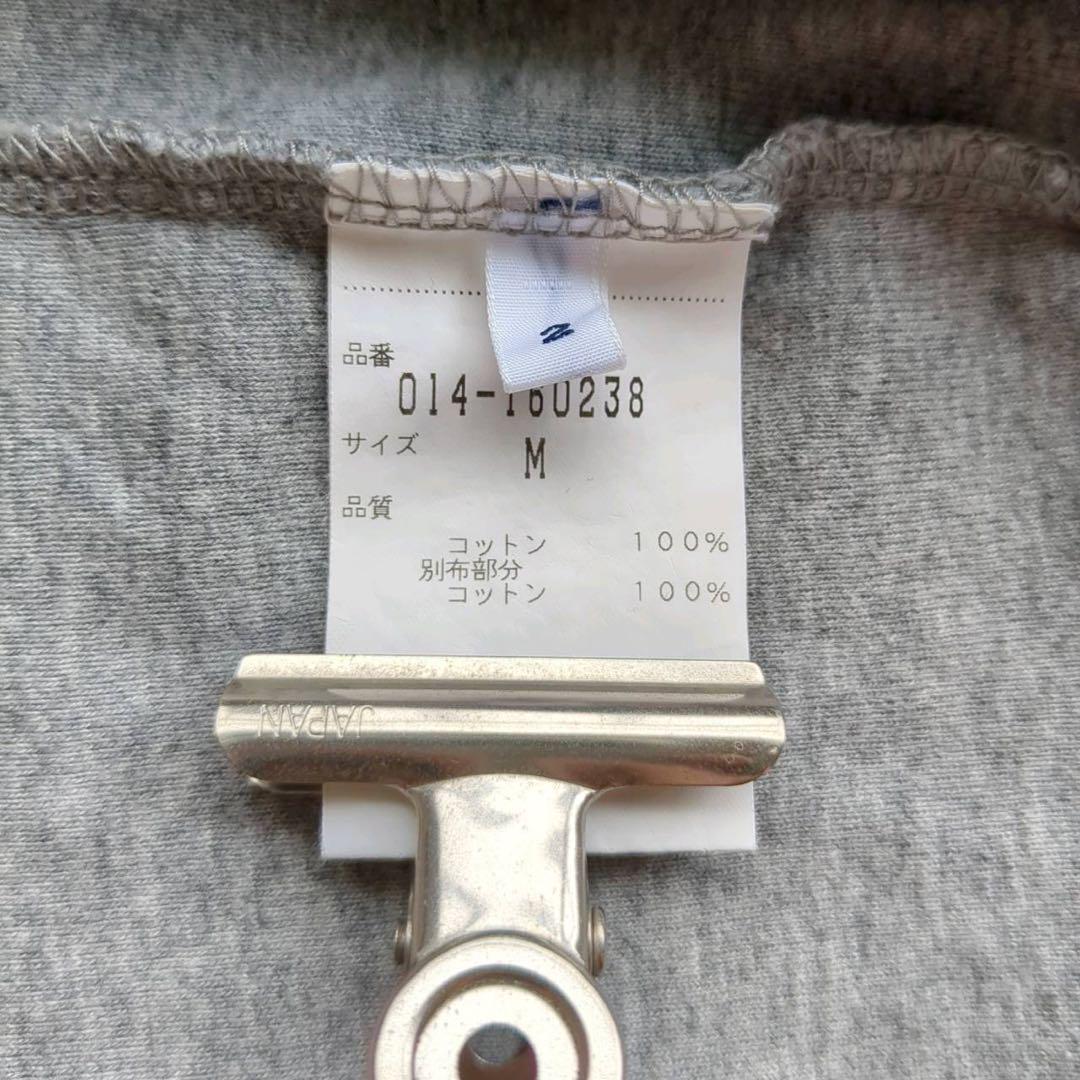 品番
014-160238
サイズ
M
品質
コットン 100%
別布部分
コットン 100%
JAPAN